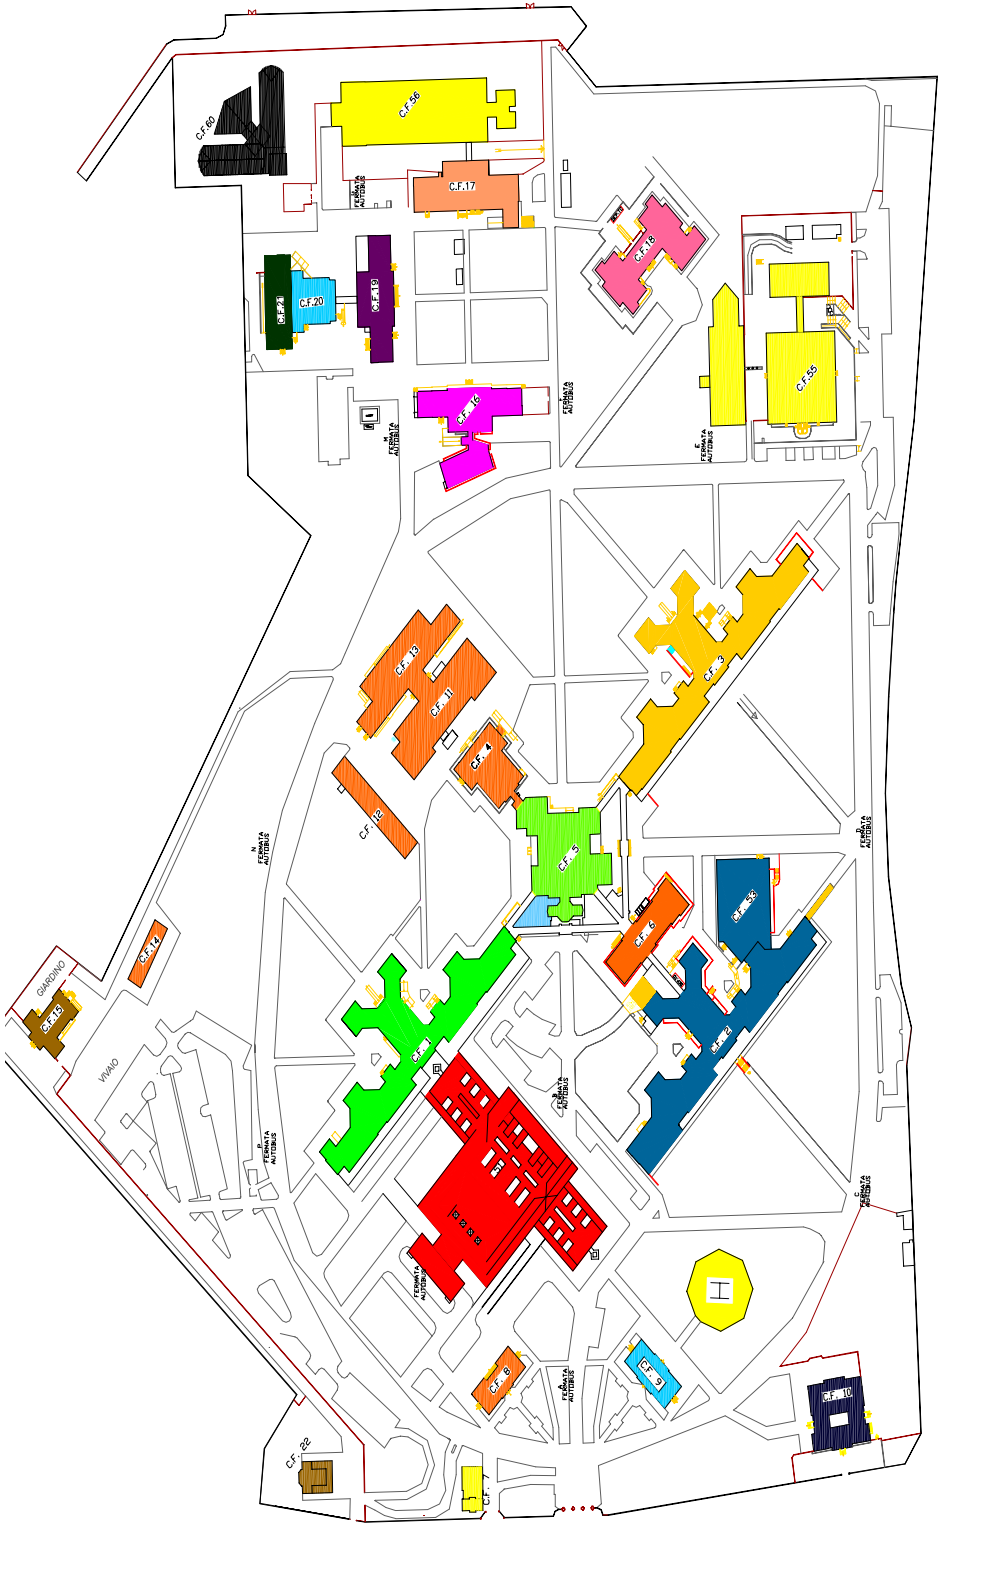 C.F.60
C.F.56
C.F.17
FERMATA
AUTOBUS
C.F.18
C.F.21
C.F.20
C.F.19
C.F.55
C.F. 16
F
FERMATA
AUTOBUS
M
FERMATA
AUTOBUS
E
FERMATA
AUTOBUS
C.F. 13
C.F. 3
C.F. 11
C.F. 4
C.F. 12
C.F. 5
N
FERMATA
AUTOBUS
D
FERMATA
AUTOBUS
C.F. 53
C.F. 6
C.F.14
GIARDINO
C.F.15
VIVAIO
C.F. 1
C.F. 2
B
FERMATA
AUTOBUS
P
FERMATA
AUTOBUS
C
FERMATA
AUTOBUS
FERMATA
AUTOBUS
H
C.F. 8
C.F. 9
A
FERMATA
AUTOBUS
C.F. 10
C.F. 22
C.F. 7